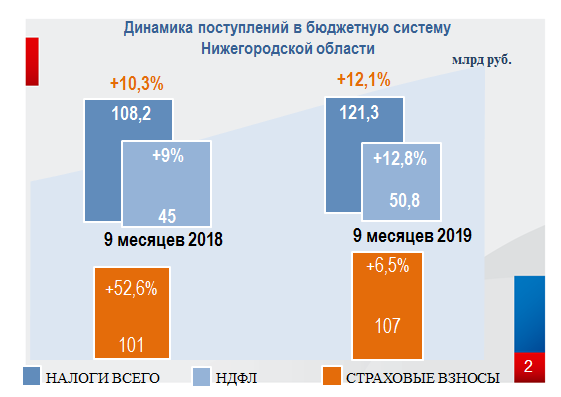 Динамика поступлений в бюджетную систему
Нижегородской области
млрд руб.
+10,3%
108,2
+9%
45
+12,1%
121,3
+12,8%
50,8
9 месяцев 2018
9 месяцев 2019
+52,6%
101
+6,5%
107
2
НАЛОГИ ВСЕГО
НДФЛ
СТРАХОВЫЕ ВЗНОСЫ